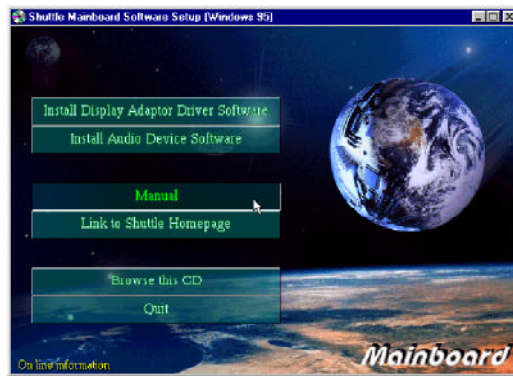 Shuttle Mainboard Software Setup [Windows 95]
Install Display Adaptor Driver Software
Install Audio Device Software
Manual
Link to Shuttle Homepage
Browse this CD
Quit
On line information
Mainboard